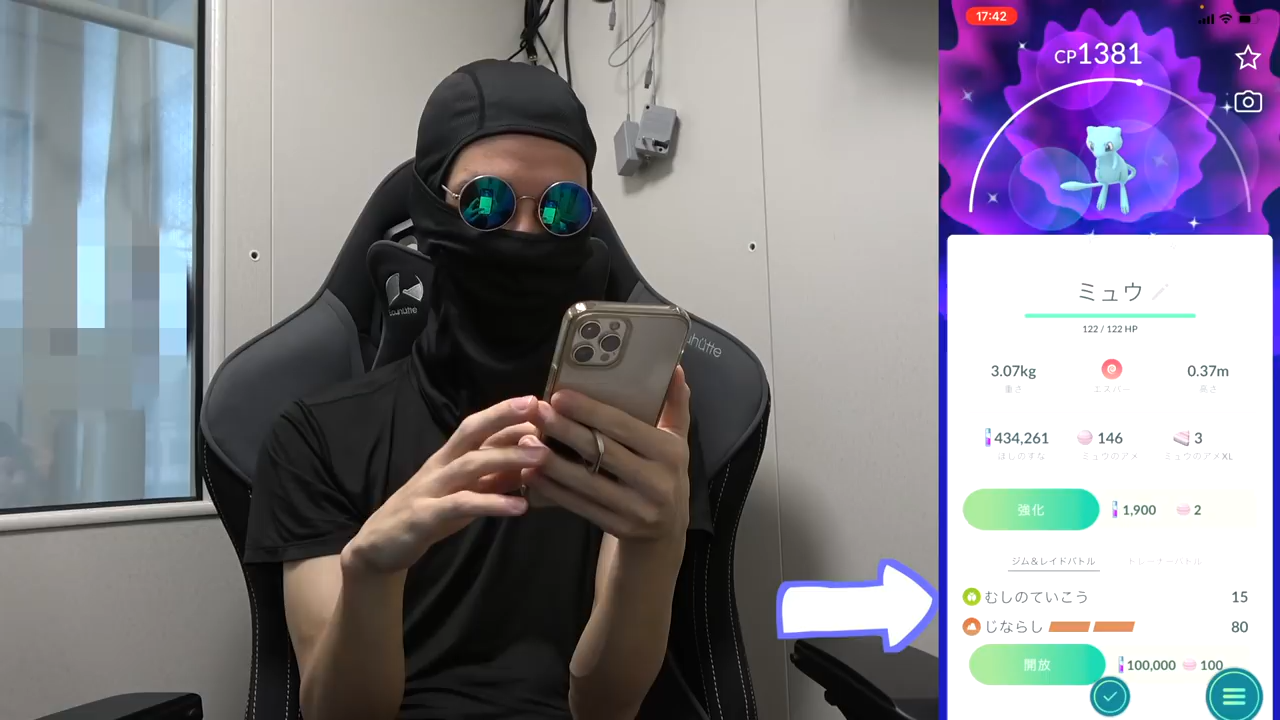 17:42
CP1381
ミュウ
122 / 122 HP
3.07kg
0.37m
重さ
エスパー
高さ
434,261
146
3
ほしのすな
ミュウのアメ
ミュウのアメXL
強化
1,900
2
ジム&レイドバトル
トレーナーバトル
むしのていこう
15
じならし
80
開放
100,000
100